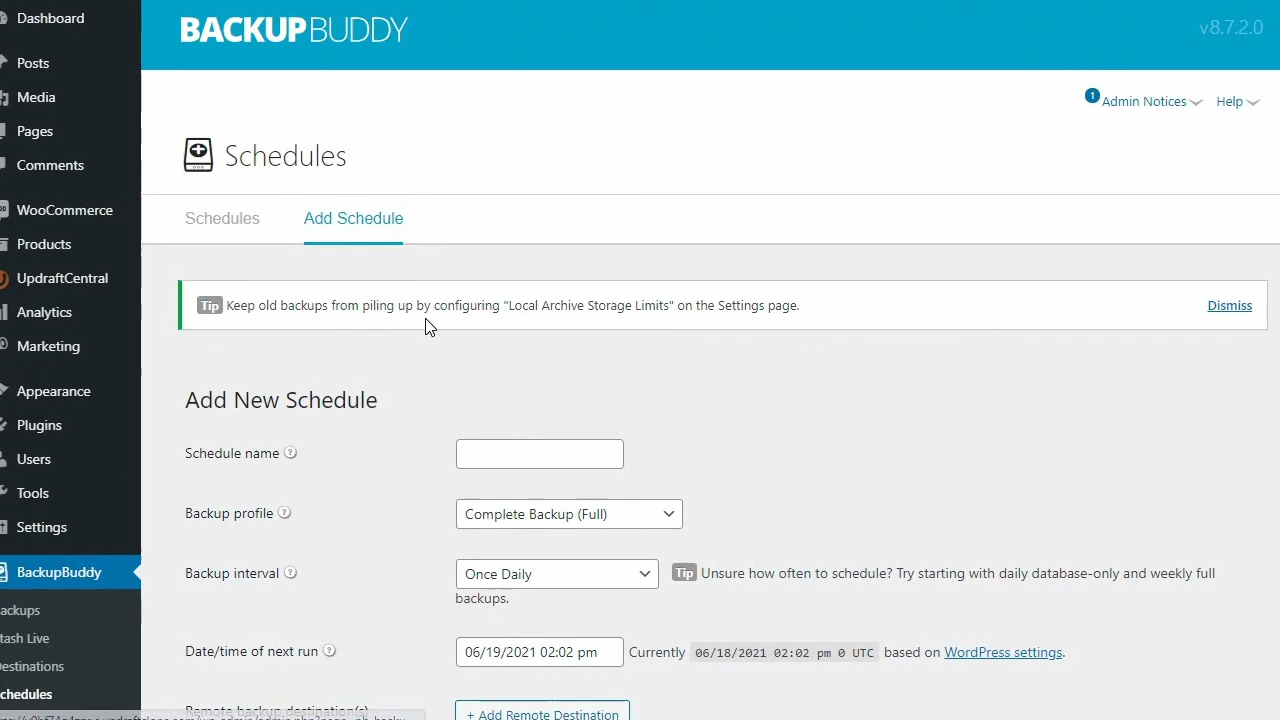 Dashboard
Posts
Media
Pages
Comments
WooCommerce
Products
UpdraftCentral
Analytics
Marketing
Appearance
Plugins
Users
Tools
Settings
BackupBuddy
ackups
tash Live
estinations
chedules
BACKUPBUDDY
v8.7.2.0
1 Admin Notices Help
Schedules
Schedules Add Schedule
Tip Keep old backups from piling up by configuring "Local Archive Storage Limits" on the Settings page. Dismiss
Add New Schedule
Schedule name ?
Backup profile ? Complete Backup (Full)
Backup interval ? Once Daily Tip Unsure how often to schedule? Try starting with daily database-only and weekly full
backups.
Date/time of next run ? 06/19/2021 02:02 pm Currently 06/18/2021 02:02 pm 0 UTC based on WordPress settings.
Remote backup destination(s) + Add Remote Destination